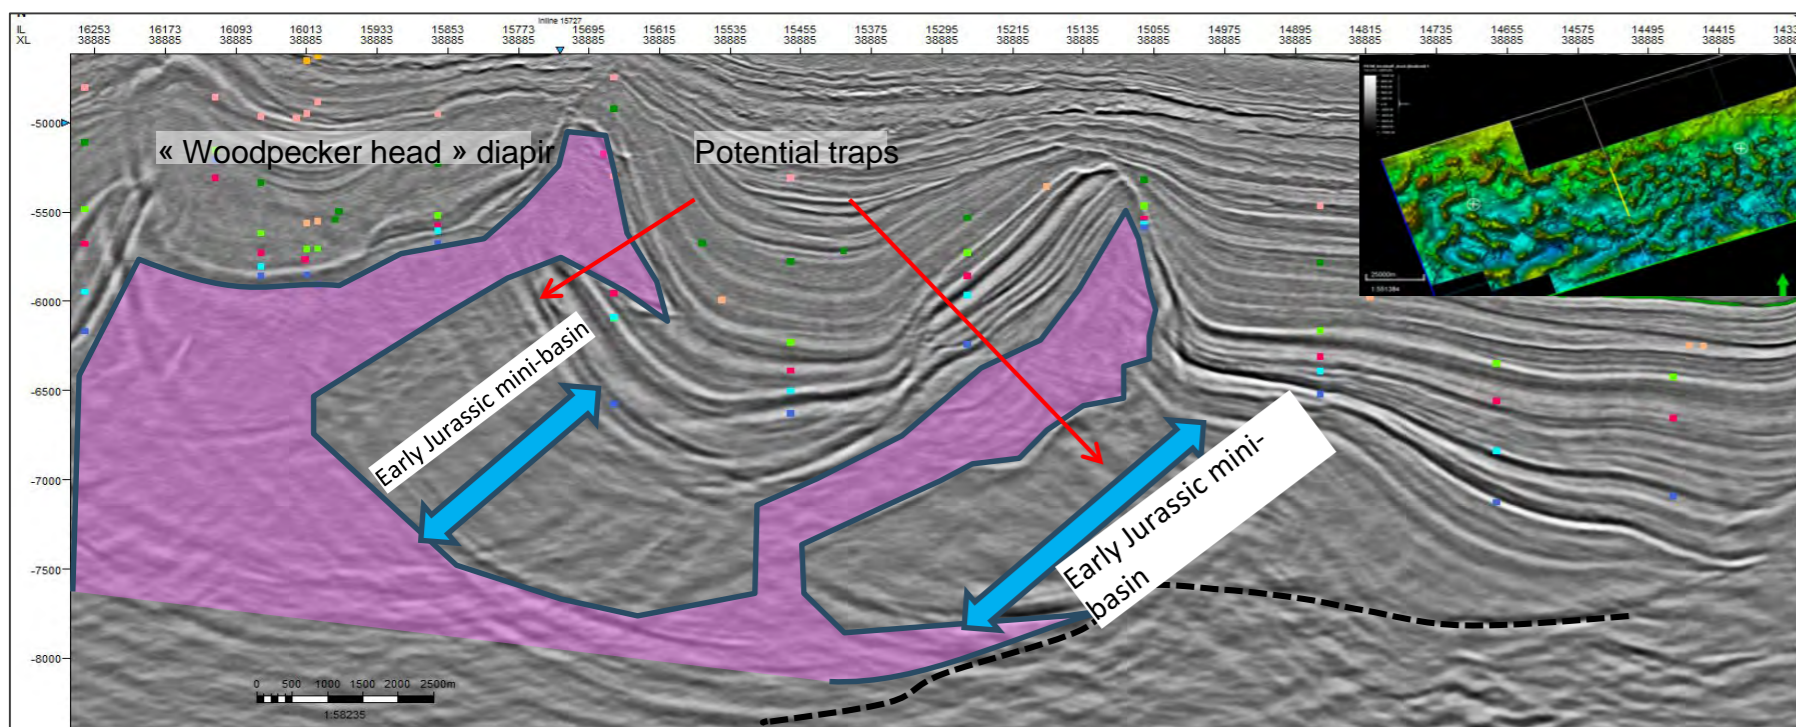 N
Inline 15727
IL 16253 16173 16093 16013 15933 15853 15773 15695 15615 15535 15455 15375 15295 15215 15135 15055 14975 14895 14815 14735 14655 14575 14495 14415
XL 38885 38885 38885 38885 38885 38885 38885 38885 38885 38885 38885 38885 38885 38885 38885 38885 38885 38885 38885 38885 38885 38885 38885 38885
-5000
-5500
-6000
-6500
-7000
-7500
-8000
« Woodpecker head » diapir
Potential traps
Early Jurassic mini-basin
Early Jurassic mini-
basin
0 500 1000 1500 2000 2500m
1:58235
25000m